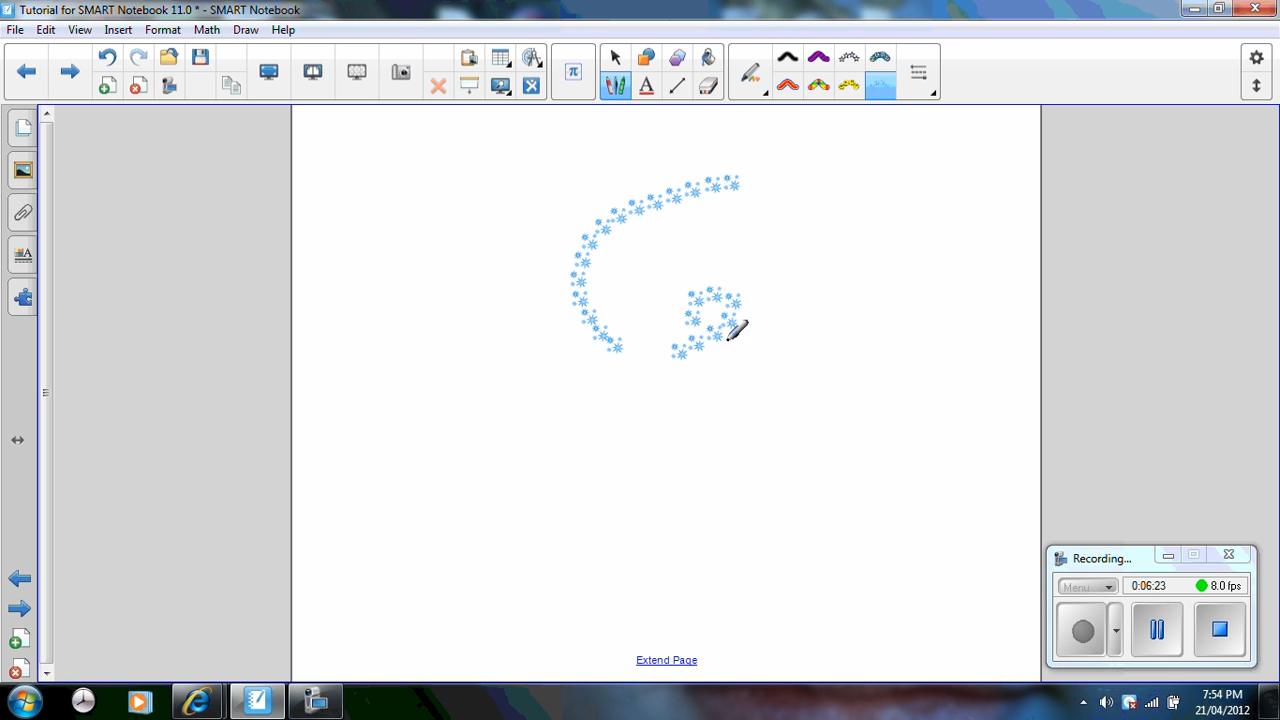 Tutorial for SMART Notebook 11.0 * - SMART Notebook
File Edit View Insert Format Math Draw Help
π A
A
Extend Page
Recording...
Menu 0:06:23 8.0 fps
7:54 PM
21/04/2012